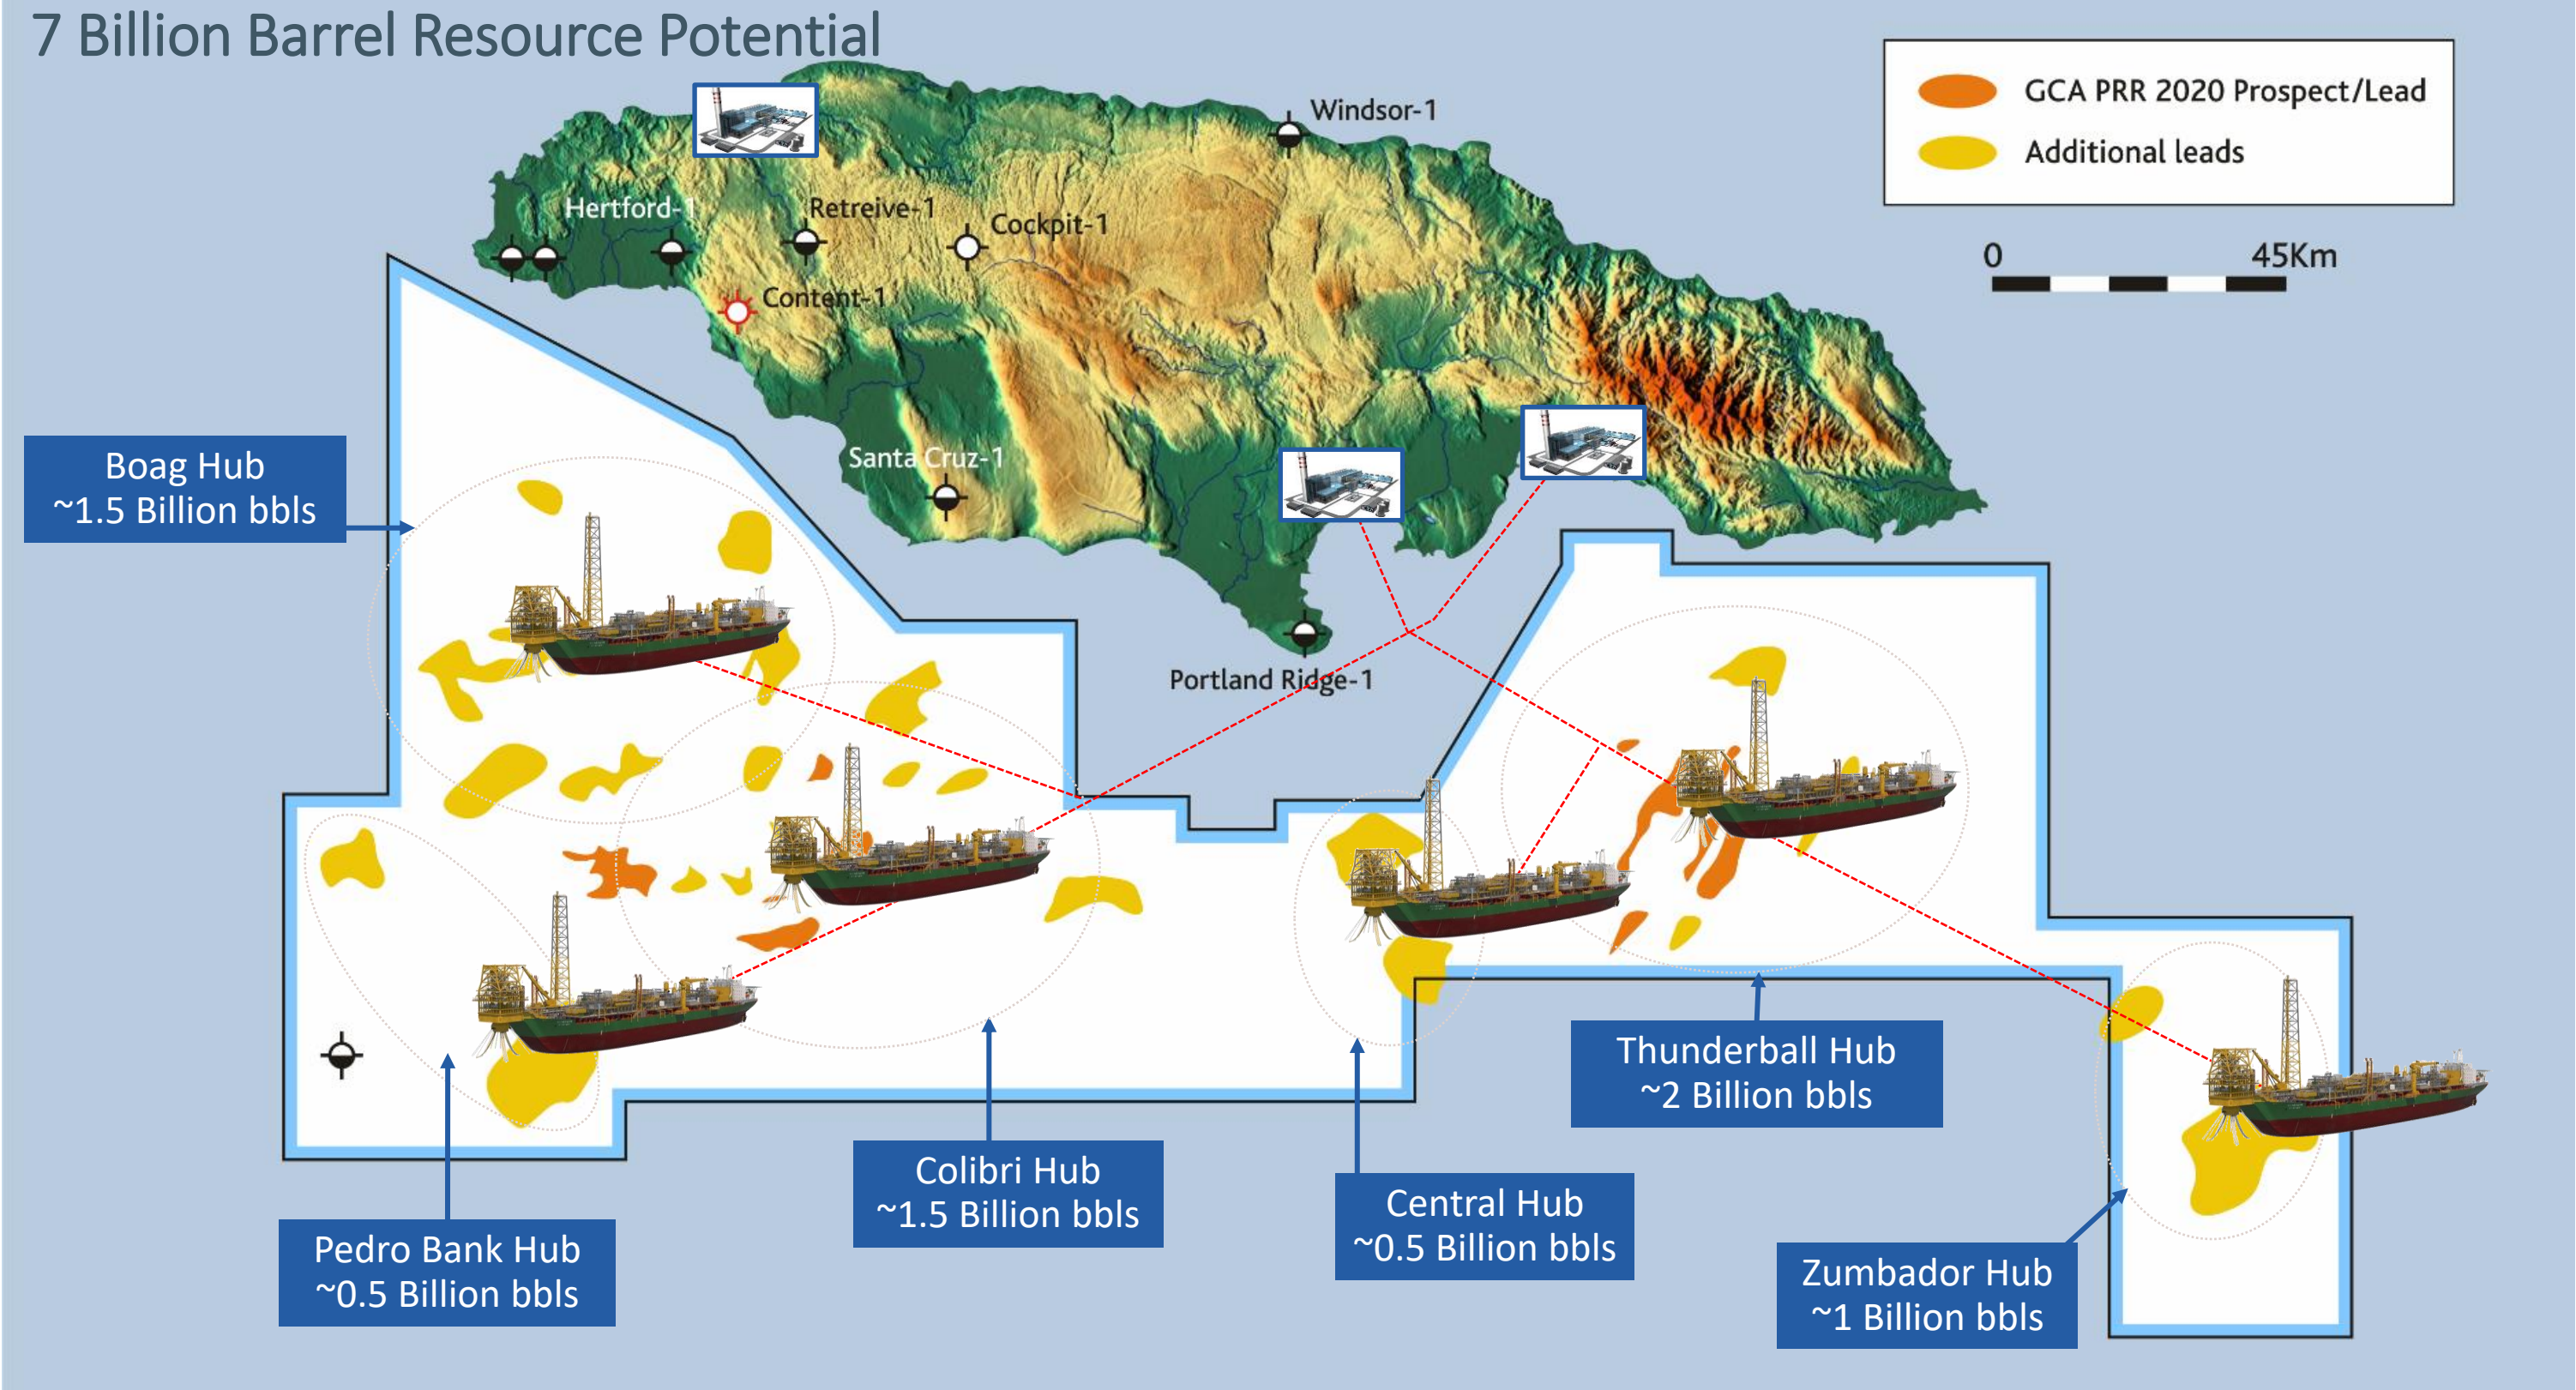 7 Billion Barrel Resource Potential
GCA PRR 2020 Prospect/Lead
Additional leads
0
45Km
Windsor-1
Hertford-1
Retreive-1
Cockpit-1
Content-1
Santa Cruz-1
Portland Ridge-1
Boag Hub
~1.5 Billion bbls
Thunderball Hub
~2 Billion bbls
Colibri Hub
~1.5 Billion bbls
Central Hub
~0.5 Billion bbls
Pedro Bank Hub
~0.5 Billion bbls
Zumbador Hub
~1 Billion bbls